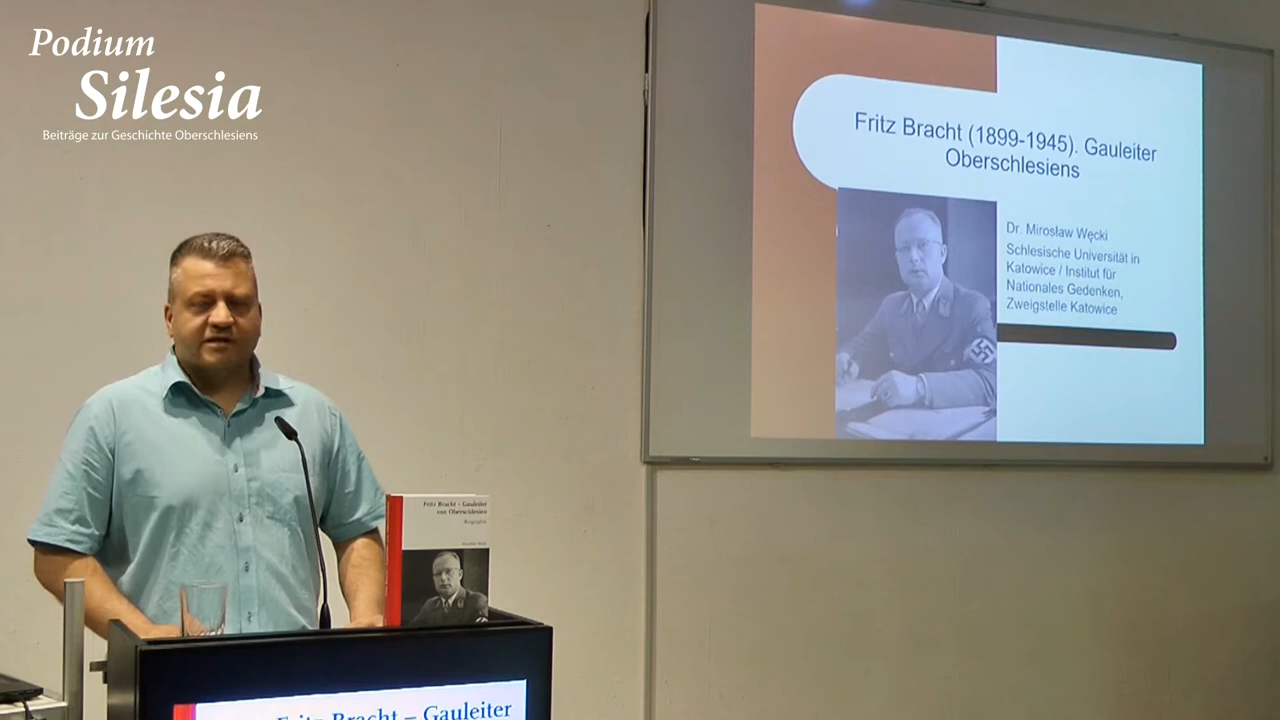 Podium
Silesia
Beiträge zur Geschichte Oberschlesiens
Fritz Bracht (1899-1945). Gauleiter
Oberschlesiens
Dr. Mirosław Węcki
Schlesische Universität in
Katowice / Institut für
Nationales Gedenken,
Zweigstelle Katowice
Fritz Bracht – Gauleiter
von Oberschlesien
Biographie
Fritz Bracht – Gauleiter